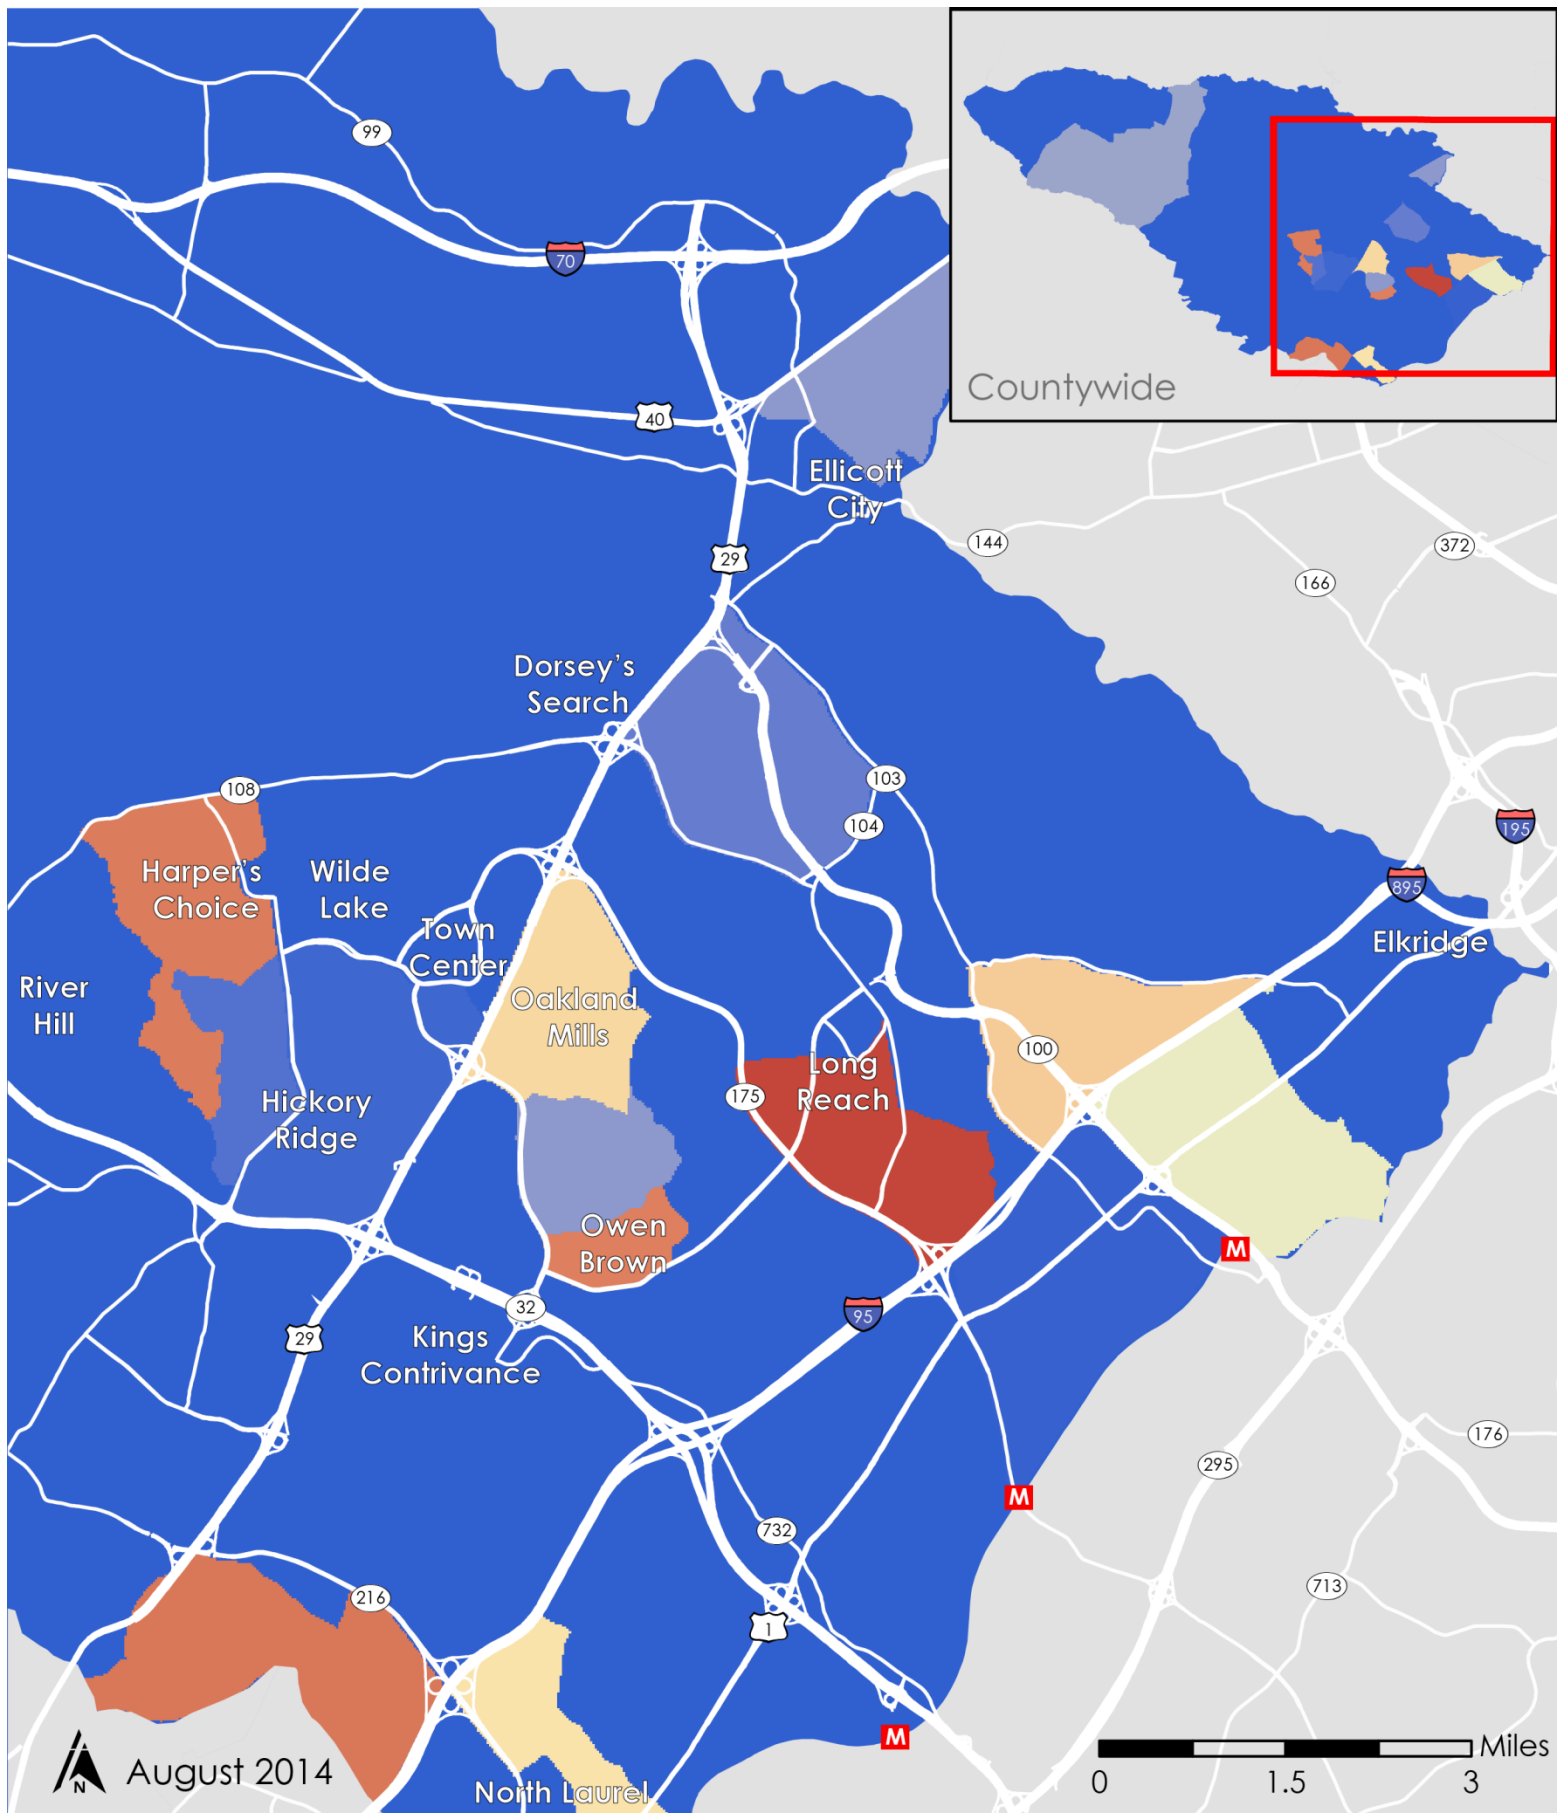 99
70
Countywide
40
Ellicott
City
29
144
372
166
Dorsey's
Search
108
103
104
195
Harper's
Choice
Wilde
Lake
895
Town
Center
Elkridge
River
Hill
Oakland
Mills
100
Long
Reach
175
Hickory
Ridge
Owen
Brown
M
32
95
29
Kings
Contrivance
176
295
M
732
713
216
1
M
Miles
N
August 2014
0 1.5 3
North Laurel